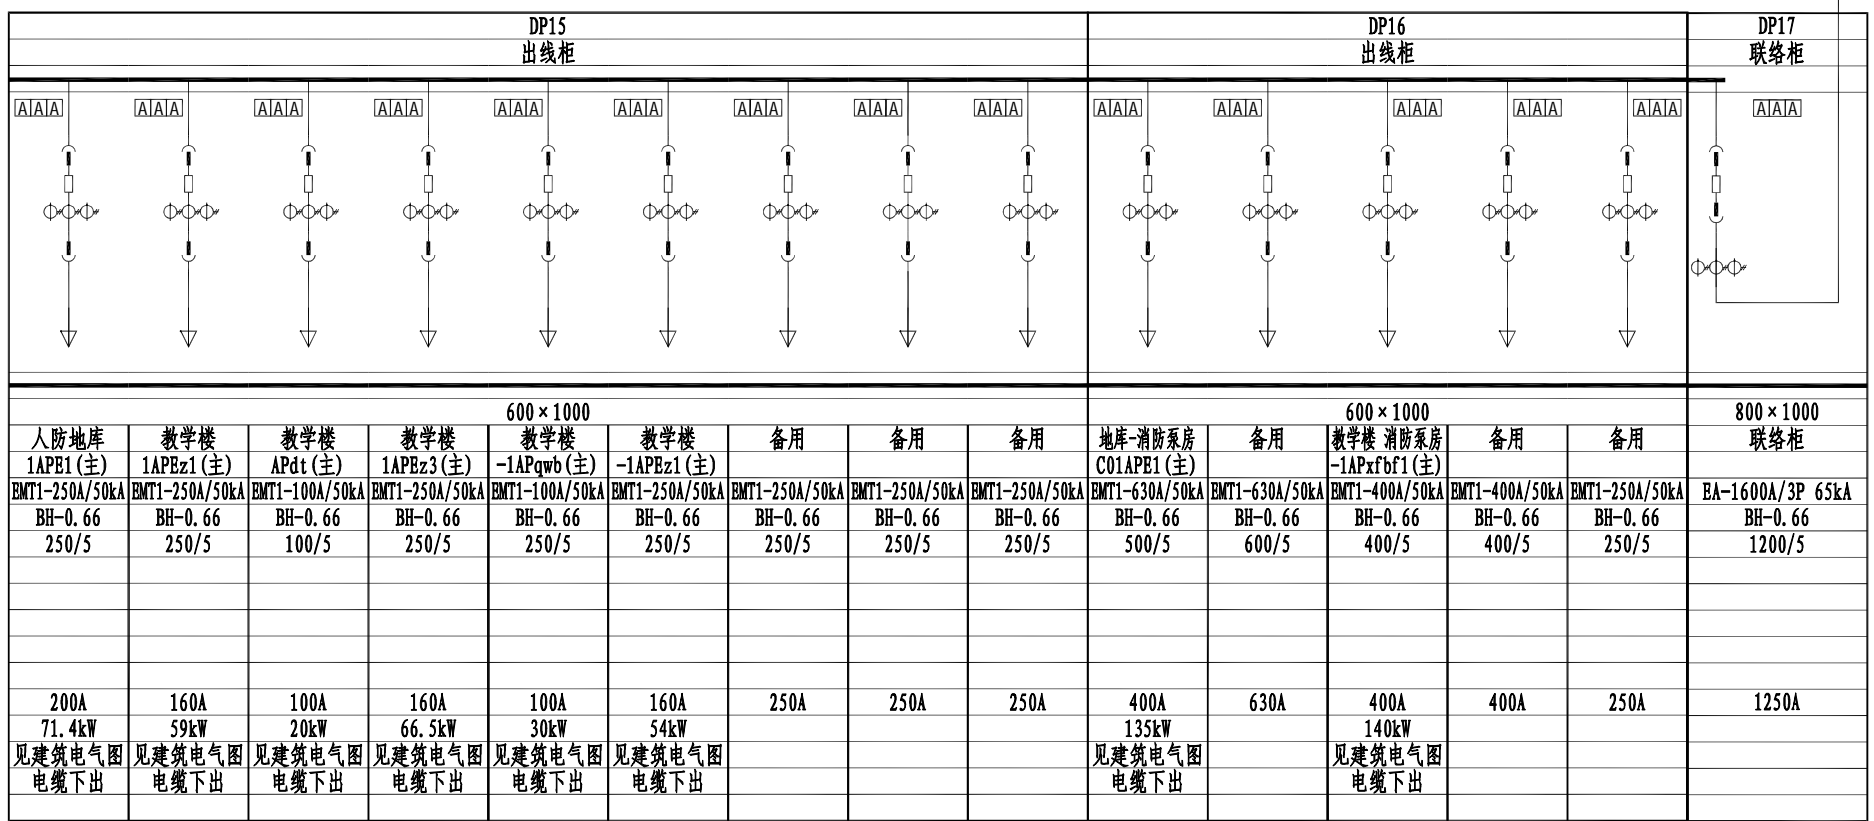 DP15 DP16 DP17
出线柜 出线柜 联络柜
AAA AAA AAA AAA AAA AAA AAA AAA AAA AAA AAA AAA AAA AAA AAA
600×1000 600×1000 800×1000
人防地库 教学楼 教学楼 教学楼 教学楼 教学楼 备用 备用 备用 地库-消防泵房 备用 教学楼 消防泵房 备用 备用 联络柜
1APE1(主) 1APEz1(主) APdt(主) 1APEz3(主) -1APqwb(主) -1APEz1(主) C01APE1(主) -1APxfbf1(主)
EMT1-250A/50kA EMT1-250A/50kA EMT1-100A/50kA EMT1-250A/50kA EMT1-100A/50kA EMT1-250A/50kA EMT1-250A/50kA EMT1-250A/50kA EMT1-250A/50kA EMT1-630A/50kA EMT1-630A/50kA EMT1-400A/50kA EMT1-400A/50kA EMT1-250A/50kA EA-1600A/3P 65kA
BH-0.66 BH-0.66 BH-0.66 BH-0.66 BH-0.66 BH-0.66 BH-0.66 BH-0.66 BH-0.66 BH-0.66 BH-0.66 BH-0.66 BH-0.66 BH-0.66 BH-0.66
250/5 250/5 100/5 250/5 250/5 250/5 250/5 250/5 250/5 500/5 600/5 400/5 400/5 250/5 1200/5
200A 160A 100A 160A 100A 160A 250A 250A 250A 400A 630A 400A 400A 250A 1250A
71.4kW 59kW 20kW 66.5kW 30kW 54kW 135kW 140kW
见建筑电气图 见建筑电气图 见建筑电气图 见建筑电气图 见建筑电气图 见建筑电气图 见建筑电气图 见建筑电气图
电缆下出 电缆下出 电缆下出 电缆下出 电缆下出 电缆下出 电缆下出 电缆下出